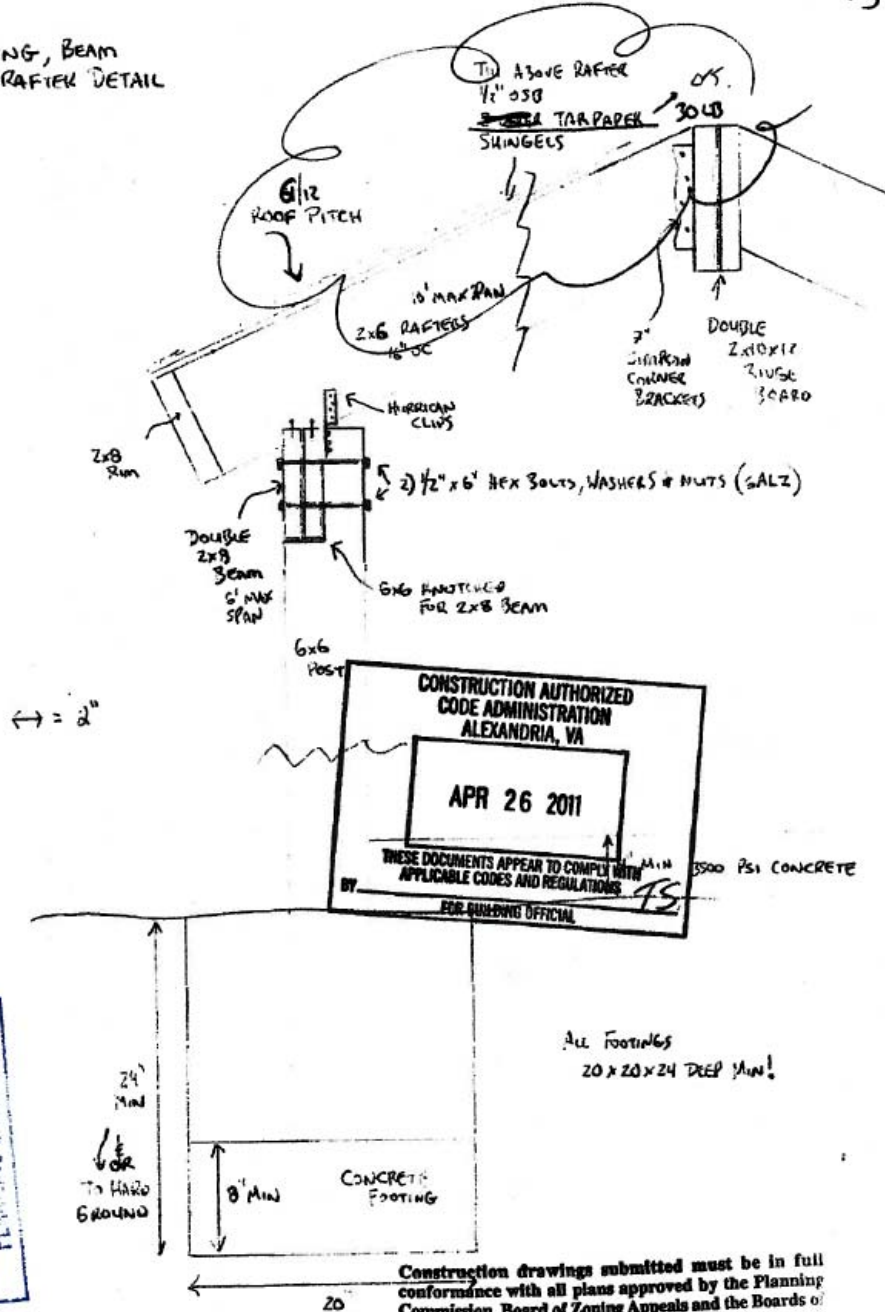 NG, BEAM
RAFTER DETAIL
ABOVE RAFTER
1/2" OSB
TARPAPER
30LB
SHINGELS
/12
ROOF PITCH
10' MAX SPAN
2x6 RAFTERS
16" OC
7"
SIMPSON
CORNER
BRACKETS
DOUBLE
2x10x12
RIDGE
BOARD
HURRICAN
CLIPS
2x8
RIM
2) 1/2" x 6" HEX BOLTS, WASHERS & NUTS (GALZ)
DOUBLE
2x8
BEAM
6' MAX
SPAN
6x6 KNOTCHED
FOR 2x8 BEAM
6x6
POST
↔ = 2"
CONSTRUCTION AUTHORIZED
CODE ADMINISTRATION
ALEXANDRIA, VA
APR 26 2011
THESE DOCUMENTS APPEAR TO COMPLY WITH
APPLICABLE CODES AND REGULATIONS
BY TS
FOR BUILDING OFFICIAL
MIN 3500 PSI CONCRETE
24"
MIN
OR
TO HARD
GROUND
8" MIN
CONCRETE
FOOTING
ALL FOOTINGS
20 x 20 x 24 DEEP MIN!
20
Construction drawings submitted must be in full
conformance with all plans approved by the Planning
Commission, Board of Zoning Appeals and the Boards of